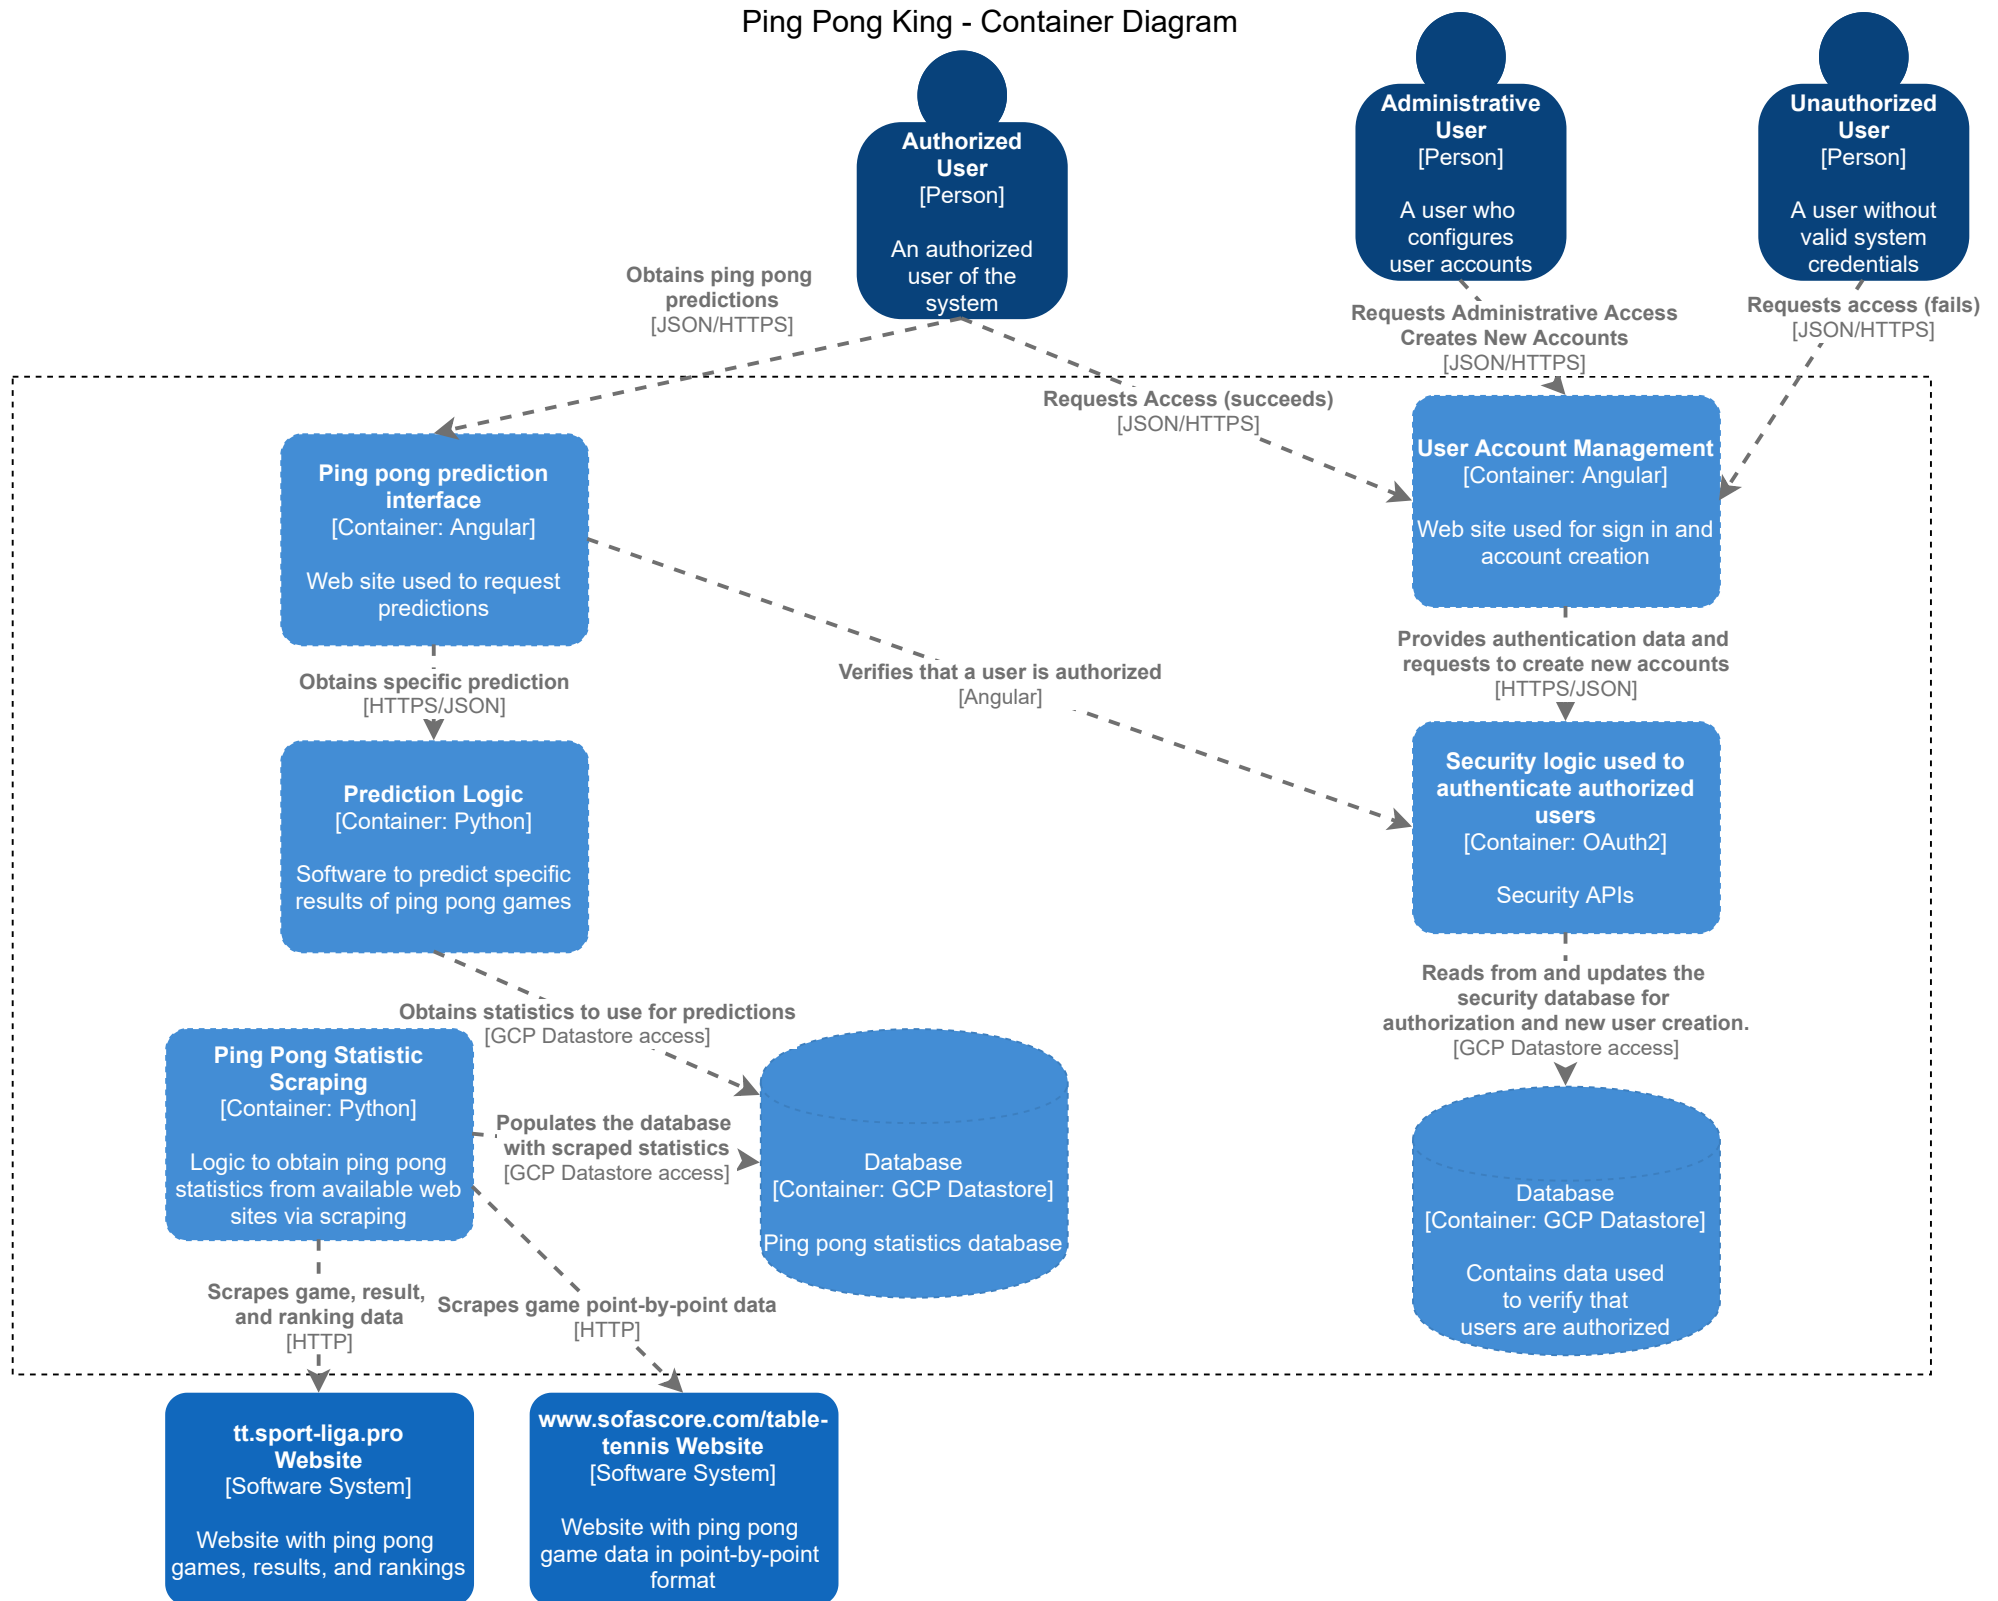 Ping Pong King - Container Diagram
Authorized
User
[Person]
An authorized
user of the
system
Administrative
User
[Person]
A user who
configures
user accounts
Unauthorized
User
[Person]
A user without
valid system
credentials
Obtains ping pong
predictions
[JSON/HTTPS]
Requests Administrative Access
Creates New Accounts
[JSON/HTTPS]
Requests access (fails)
[JSON/HTTPS]
Requests Access (succeeds)
[JSON/HTTPS]
Ping pong prediction
interface
[Container: Angular]
Web site used to request
predictions
User Account Management
[Container: Angular]
Web site used for sign in and
account creation
Obtains specific prediction
[HTTPS/JSON]
Verifies that a user is authorized
[Angular]
Provides authentication data and
requests to create new accounts
[HTTPS/JSON]
Prediction Logic
[Container: Python]
Software to predict specific
results of ping pong games
Security logic used to
authenticate authorized
users
[Container: OAuth2]
Security APIs
Obtains statistics to use for predictions
[GCP Datastore access]
Reads from and updates the
security database for
authorization and new user creation.
[GCP Datastore access]
Ping Pong Statistic
Scraping
[Container: Python]
Logic to obtain ping pong
statistics from available web
sites via scraping
Populates the database
with scraped statistics
[GCP Datastore access]
Database
[Container: GCP Datastore]
Ping pong statistics database
Database
[Container: GCP Datastore]
Contains data used
to verify that
users are authorized
Scrapes game, result,
and ranking data
[HTTP]
Scrapes game point-by-point data
[HTTP]
tt.sport-liga.pro
Website
[Software System]
Website with ping pong
games, results, and rankings
www.sofascore.com/table-
tennis Website
[Software System]
Website with ping pong
game data in point-by-point
format